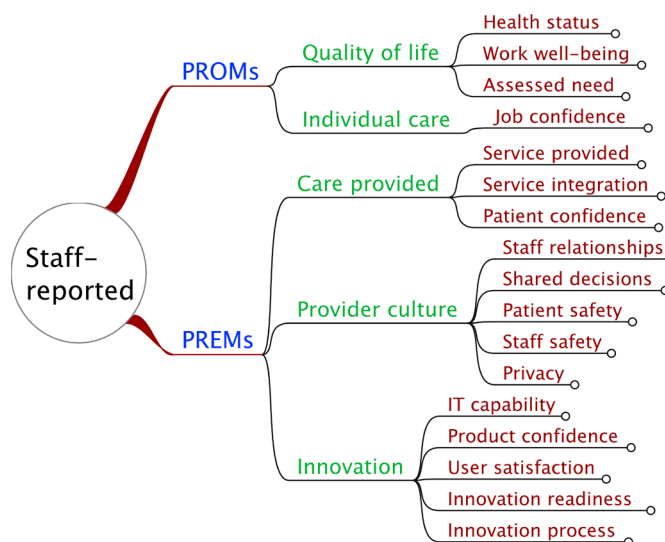 Staff-
reported
PROMs
Quality of life
Health status
Work well-being
Assessed need
Individual care
Job confidence
PREMs
Care provided
Service provided
Service integration
Patient confidence
Provider culture
Staff relationships
Shared decisions
Patient safety
Staff safety
Privacy
Innovation
IT capability
Product confidence
User satisfaction
Innovation readiness
Innovation process